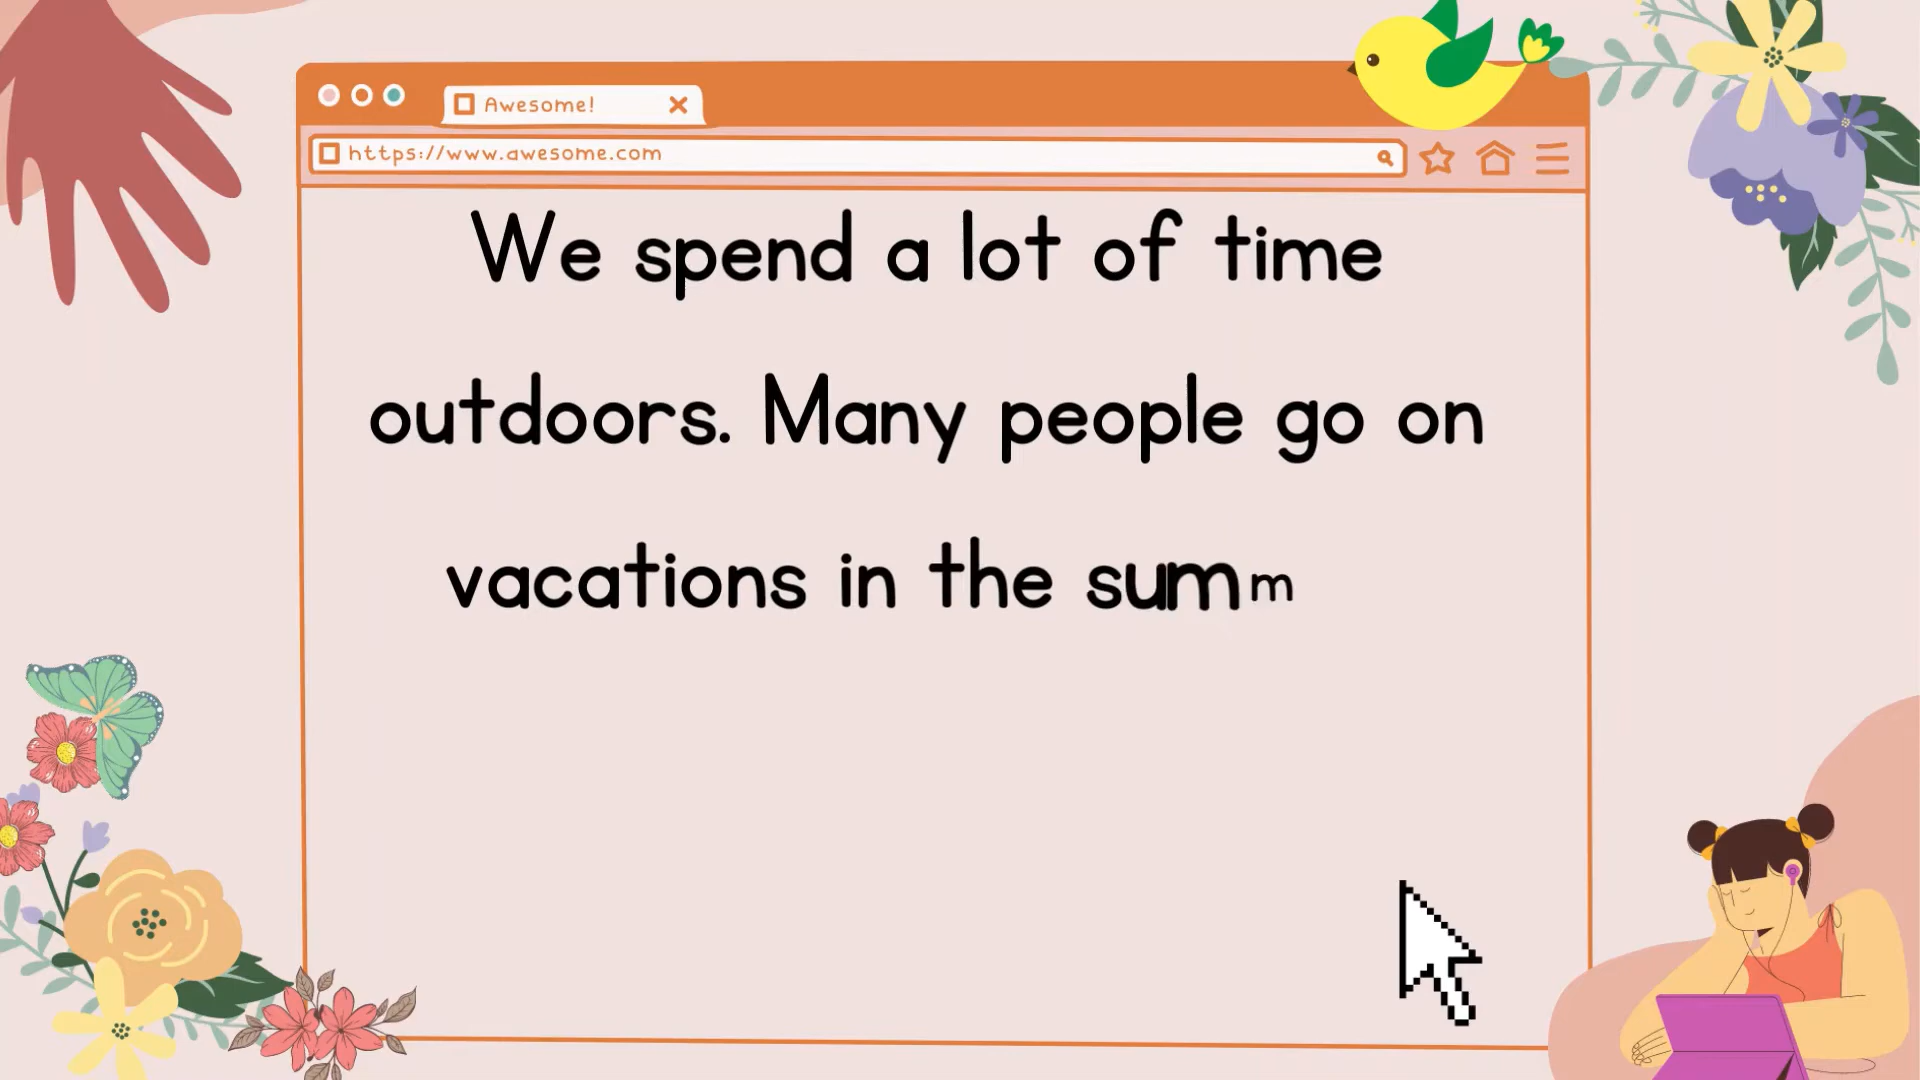 Awesome!
https://www.awesome.com
We spend a lot of time
outdoors. Many people go on
vacations in the summ